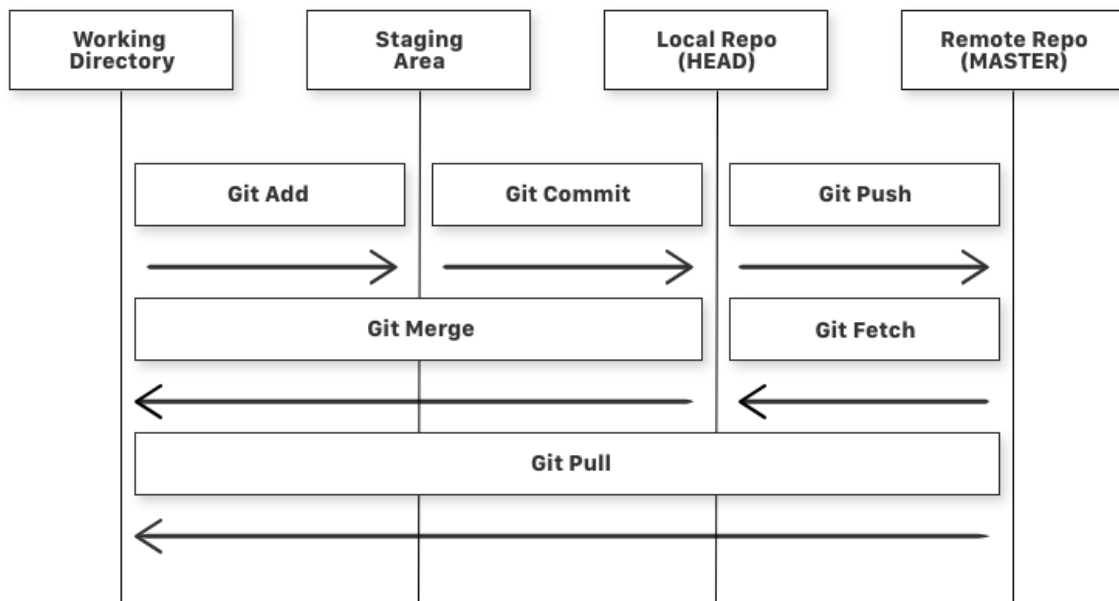 Working
Directory
Staging
Area
Local Repo
(HEAD)
Remote Repo
(MASTER)
Git Add
Git Commit
Git Push
Git Merge
Git Fetch
Git Pull